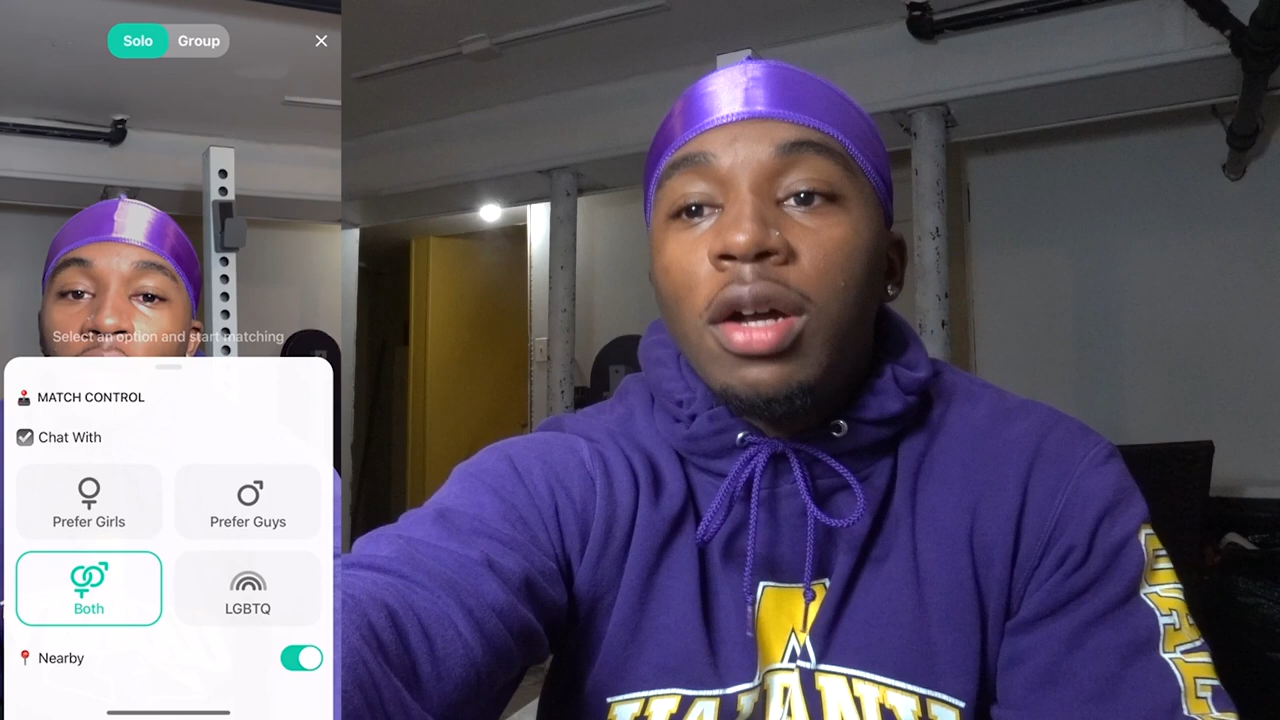 Solo Group
Select an option and start matching
MATCH CONTROL
Chat With
Prefer Girls
Prefer Guys
Both
LGBTQ
Nearby